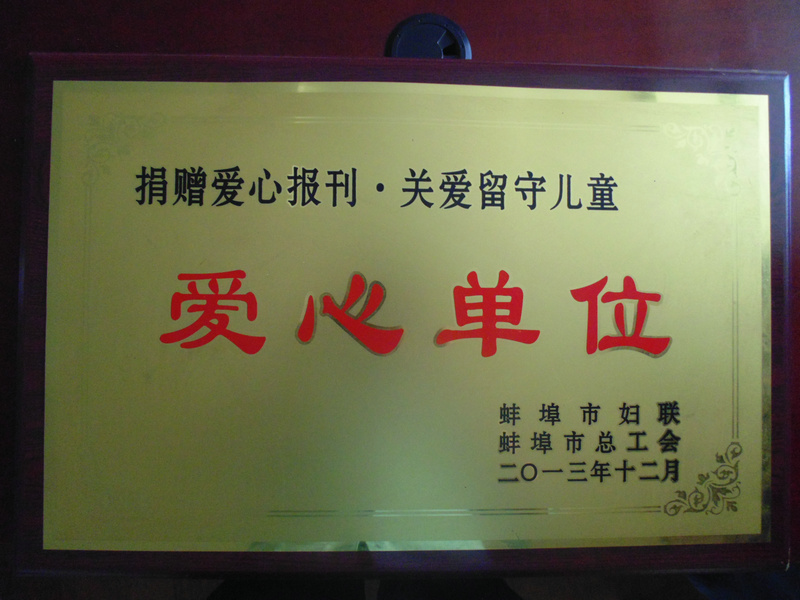 捐赠爱心报刊·关爱留守儿童
爱心单位
蚌埠市妇联
蚌埠市总工会
二〇一三年十二月